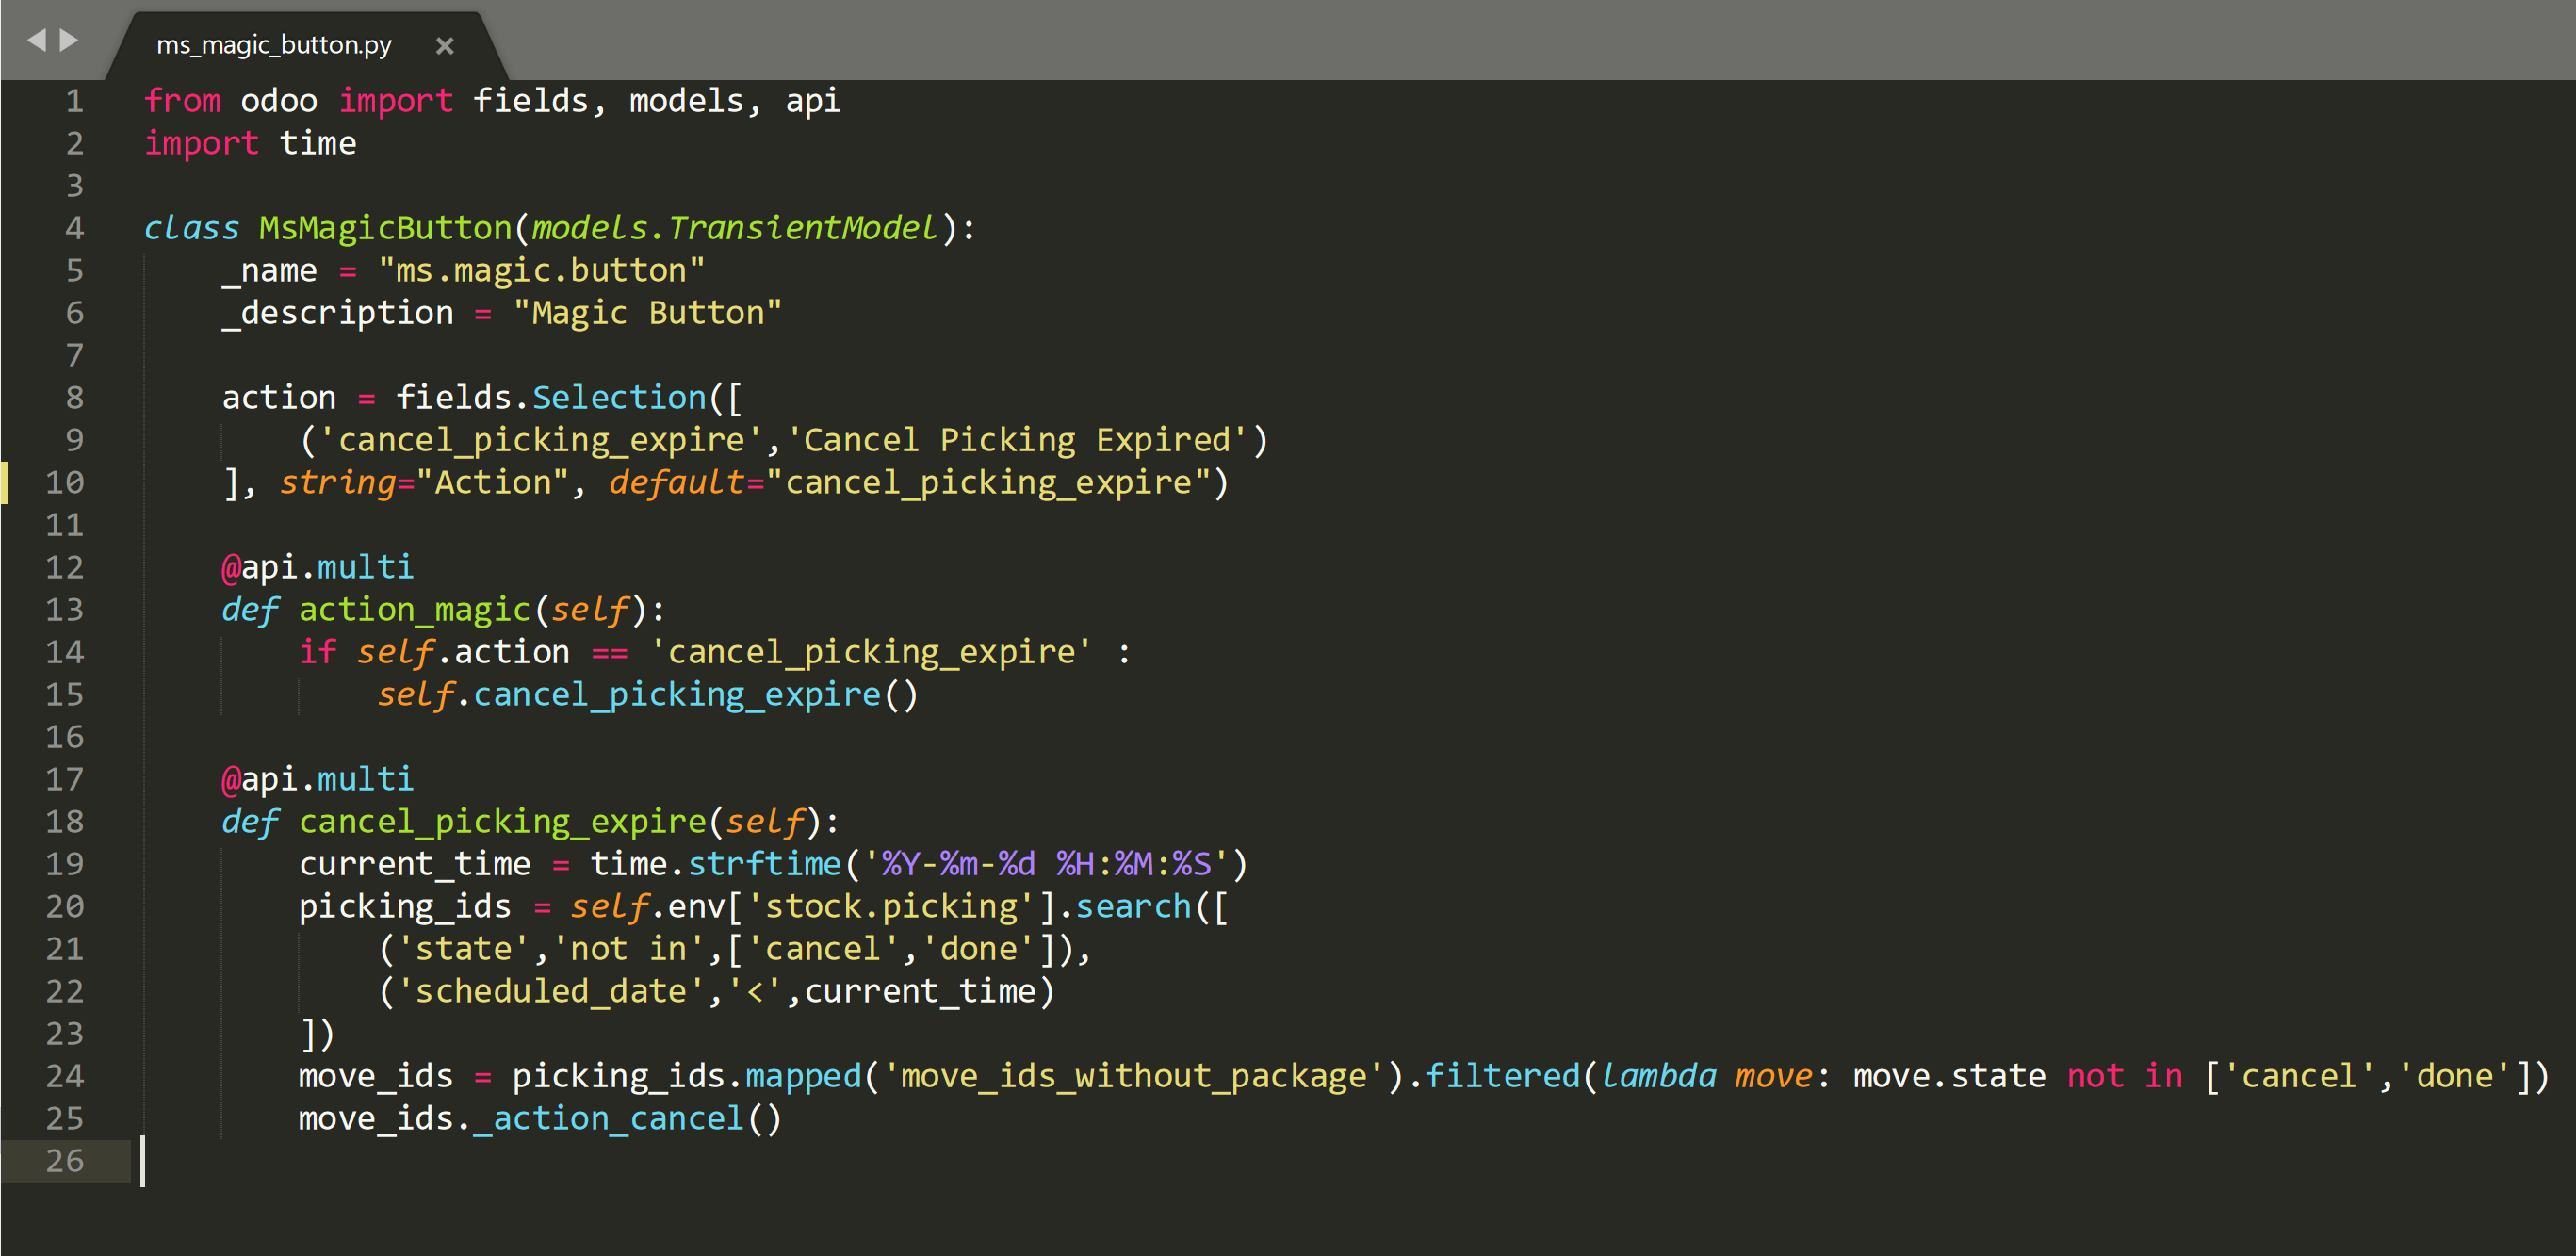 ms_magic_button.py ×
1 from odoo import fields, models, api
2 import time
3
4 class MsMagicButton(models.TransientModel):
5     _name = "ms.magic.button"
6     _description = "Magic Button"
7
8     action = fields.Selection([
9         ('cancel_picking_expire','Cancel Picking Expired')
10     ], string="Action", default="cancel_picking_expire")
11
12     @api.multi
13     def action_magic(self):
14         if self.action == 'cancel_picking_expire' :
15             self.cancel_picking_expire()
16
17     @api.multi
18     def cancel_picking_expire(self):
19         current_time = time.strftime('%Y-%m-%d %H:%M:%S')
20         picking_ids = self.env['stock.picking'].search([
21             ('state','not in',['cancel','done']),
22             ('scheduled_date','<',current_time)
23         ])
24         move_ids = picking_ids.mapped('move_ids_without_package').filtered(lambda move: move.state not in ['cancel','done'])
25         move_ids._action_cancel()
26